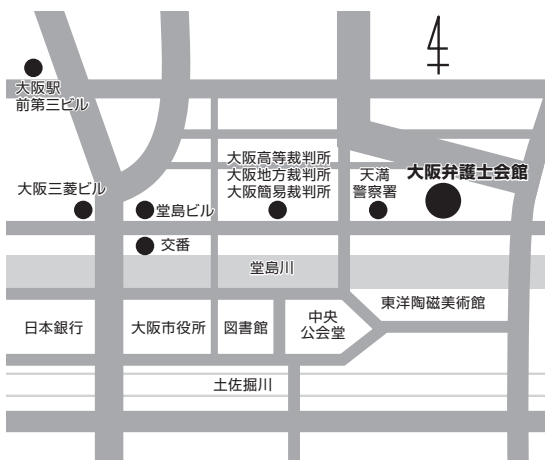 大阪駅
前第三ビル
大阪高等裁判所
大阪地方裁判所
大阪簡易裁判所
天満
警察署
大阪弁護士会館
大阪三菱ビル
堂島ビル
交番
堂島川
東洋陶磁美術館
日本銀行
大阪市役所
図書館
中央
公会堂
土佐堀川